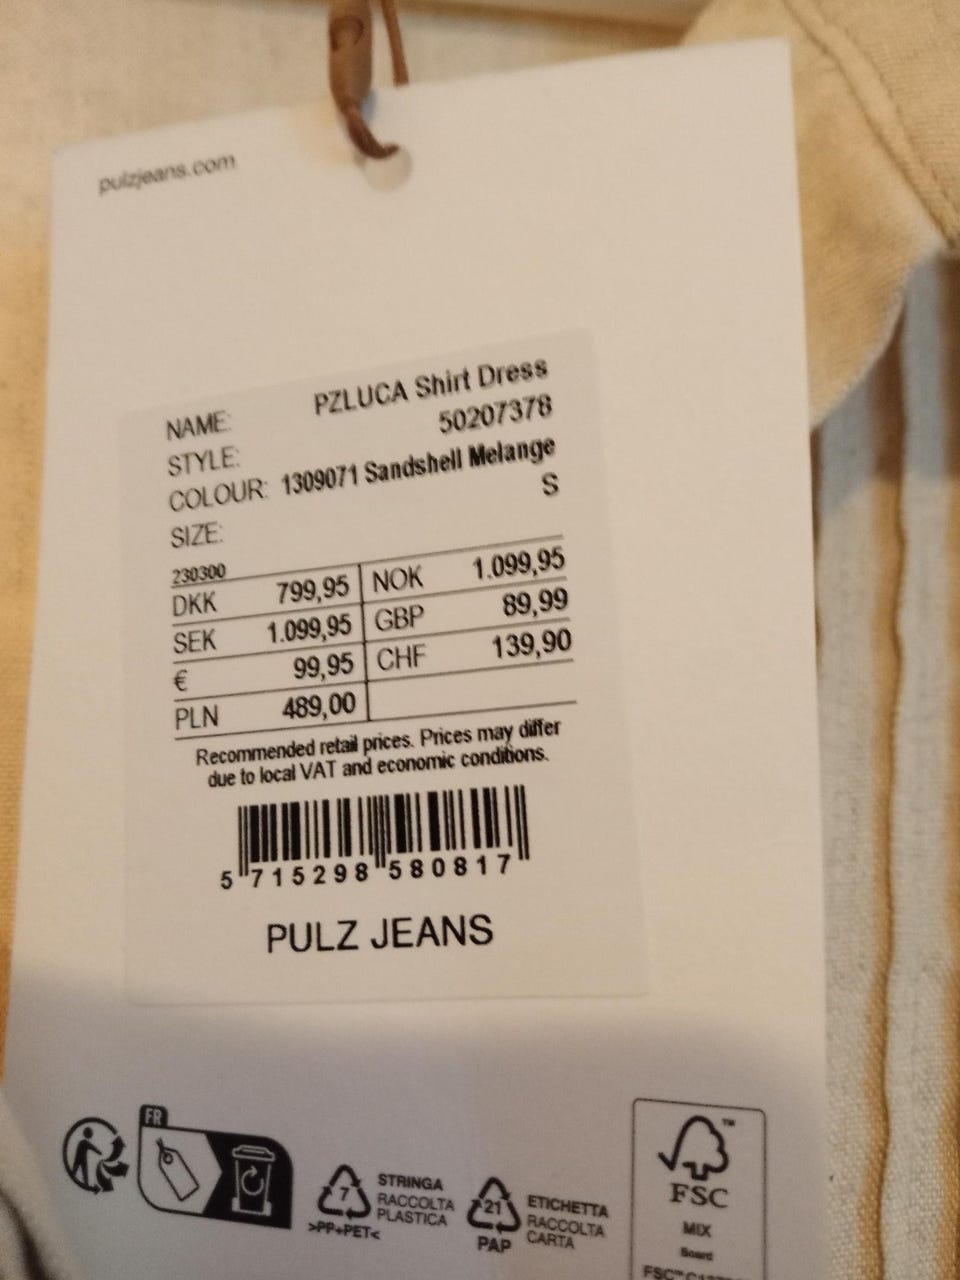 pulzjeans.com
NAME: PZLUCA Shirt Dress
STYLE: 50207378
COLOUR: 1309071 Sandshell Melange
SIZE: S
230300
DKK 799,95 NOK 1.099,95
SEK 1.099,95 GBP 89,99
€ 99,95 CHF 139,90
PLN 489,00
Recommended retail prices. Prices may differ
due to local VAT and economic conditions.
5 715298 580817
PULZ JEANS
FR
7
>PP+PET<
STRINGA
RACCOLTA
PLASTICA
21
PAP
ETICHETTA
RACCOLTA
CARTA
FSC™
MIX
Board